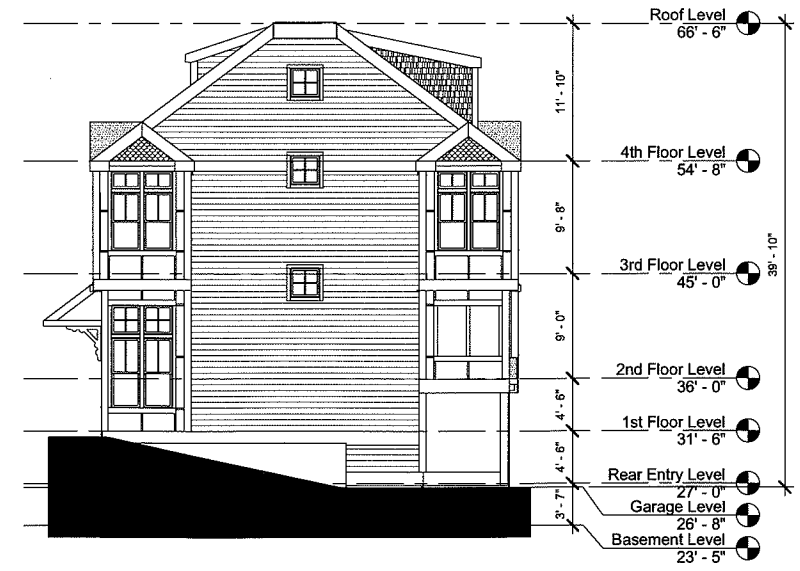 Roof Level
66' - 6"
11' - 10"
4th Floor Level
54' - 8"
9' - 8"
39' - 10"
3rd Floor Level
45' - 0"
9' - 0"
2nd Floor Level
36' - 0"
4' - 6"
1st Floor Level
31' - 6"
4' - 6"
Rear Entry Level
27' - 0"
3' - 7"
Garage Level
26' - 8"
Basement Level
23' - 5"